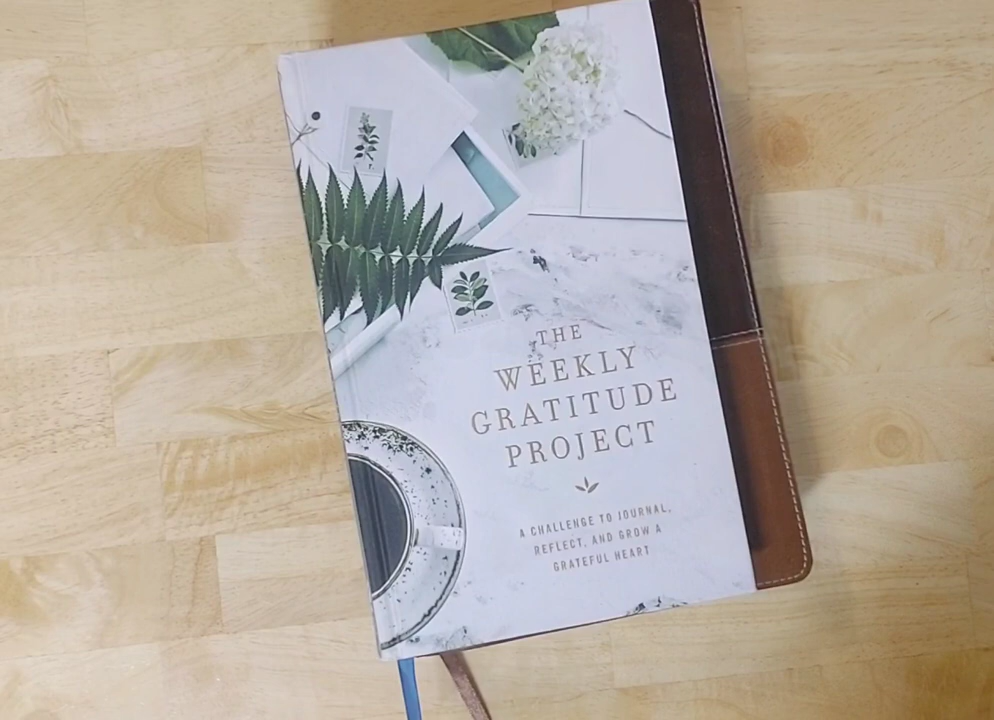 THE
WEEKLY
GRATITUDE
PROJECT
A CHALLENGE TO JOURNAL,
REFLECT, AND GROW A
GRATEFUL HEART